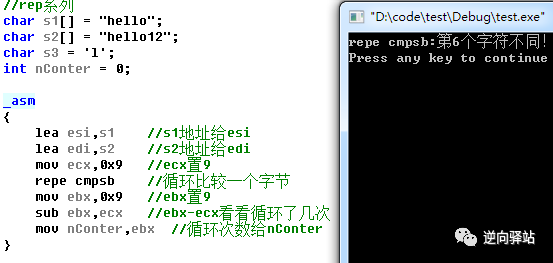 //rep系列
char s1[] = "hello";
char s2[] = "hello12";
char s3 = 'l';
int nConter = 0;
_asm
{
lea esi,s1 //s1地址给esi
lea edi,s2 //s2地址给edi
mov ecx,0x9 //ecx置9
repe cmpsb //循环比较一个字节
mov ebx,0x9 //ebx置9
sub ebx,ecx //ebx-ecx看看循环了几次
mov nConter,ebx //循环次数给nConter
}
"D:\code\test\Debug\test.exe"
repe cmpsb:第6个字符不同!
Press any key to continue
逆向驿站